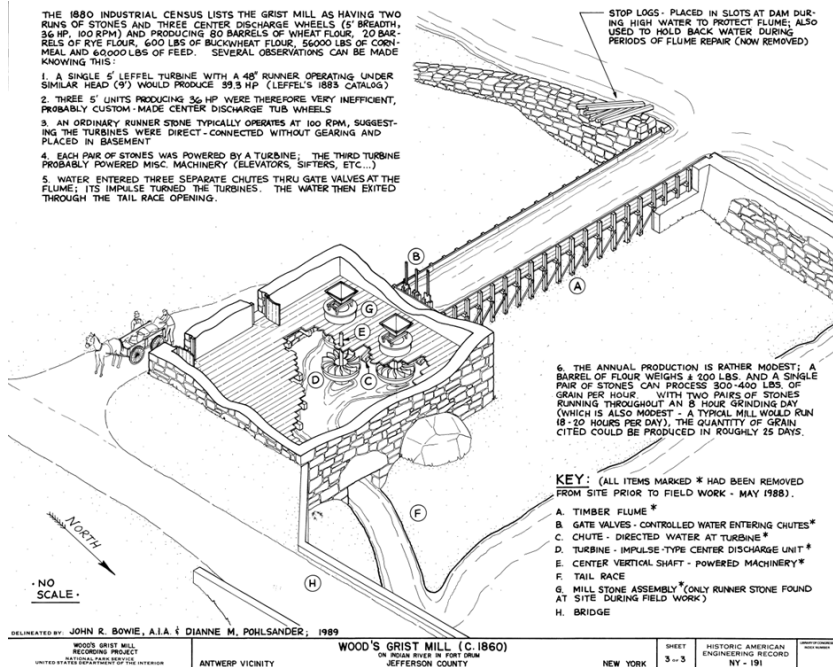 THE 1880 INDUSTRIAL CENSUS LISTS THE GRIST MILL AS HAVING TWO
RUNS OF STONES AND THREE CENTER DISCHARGE WHEELS (5' BREADTH,
36 HP, 100 RPM) AND PRODUCING 80 BARRELS OF WHEAT FLOUR, 20 BAR-
RELS OF RYE FLOUR, 600 LBS OF BUCKWHEAT FLOUR, 56000 LBS OF CORN-
MEAL AND 60,000 LBS OF FEED. SEVERAL OBSERVATIONS CAN BE MADE
KNOWING THIS:
1. A SINGLE 5' LEFFEL TURBINE WITH A 48" RUNNER OPERATING UNDER
SIMILAR HEAD (9') WOULD PRODUCE 39.3 HP (LEFFEL'S 1883 CATALOG)
2. THREE 5' UNITS PRODUCING 36 HP WERE THEREFORE VERY INEFFICIENT,
PROBABLY CUSTOM-MADE CENTER DISCHARGE TUB WHEELS
3. AN ORDINARY RUNNER STONE TYPICALLY OPERATES AT 100 RPM, SUGGEST-
ING THE TURBINES WERE DIRECT-CONNECTED WITHOUT GEARING AND
PLACED IN BASEMENT
4. EACH PAIR OF STONES WAS POWERED BY A TURBINE; THE THIRD TURBINE
PROBABLY POWERED MISC. MACHINERY (ELEVATORS, SIFTERS, ETC...)
5. WATER ENTERED THREE SEPARATE CHUTES THRU GATE VALVES AT THE
FLUME; ITS IMPULSE TURNED THE TURBINES. THE WATER THEN EXITED
THROUGH THE TAIL RACE OPENING.
STOP LOGS - PLACED IN SLOTS AT DAM DUR-
ING HIGH WATER TO PROTECT FLUME; ALSO
USED TO HOLD BACK WATER DURING
PERIODS OF FLUME REPAIR (NOW REMOVED)
B
A
G
E
D
C
F
H
6. THE ANNUAL PRODUCTION IS RATHER MODEST; A
BARREL OF FLOUR WEIGHS ± 200 LBS. AND A SINGLE
PAIR OF STONES CAN PROCESS 300-400 LBS. OF
GRAIN PER HOUR. WITH TWO PAIRS OF STONES
RUNNING THROUGHOUT AN 8 HOUR GRINDING DAY
(WHICH IS ALSO MODEST - A TYPICAL MILL WOULD RUN
18-20 HOURS PER DAY), THE QUANTITY OF GRAIN
CITED COULD BE PRODUCED IN ROUGHLY 25 DAYS.
KEY: (ALL ITEMS MARKED * HAD BEEN REMOVED
FROM SITE PRIOR TO FIELD WORK - MAY 1988).
A. TIMBER FLUME *
B. GATE VALVES - CONTROLLED WATER ENTERING CHUTES *
C. CHUTE - DIRECTED WATER AT TURBINE *
D. TURBINE - IMPULSE-TYPE CENTER DISCHARGE UNIT *
E. CENTER VERTICAL SHAFT - POWERED MACHINERY *
F. TAIL RACE
G. MILL STONE ASSEMBLY * (ONLY RUNNER STONE FOUND
AT SITE DURING FIELD WORK)
H. BRIDGE
NORTH
· NO
SCALE ·
DELINEATED BY: JOHN R. BOWIE, A.I.A. & DIANNE M. POHLSANDER; 1989
WOOD'S GRIST MILL
RECORDING PROJECT
NATIONAL PARK SERVICE
UNITED STATES DEPARTMENT OF THE INTERIOR
ANTWERP VICINITY
WOOD'S GRIST MILL (C. 1860)
ON INDIAN RIVER IN FORT DRUM
JEFFERSON COUNTY
NEW YORK
SHEET
3 OF 3
HISTORIC AMERICAN
ENGINEERING RECORD
NY - 191
LIBRARY OF CONGRESS
INDEX NUMBER